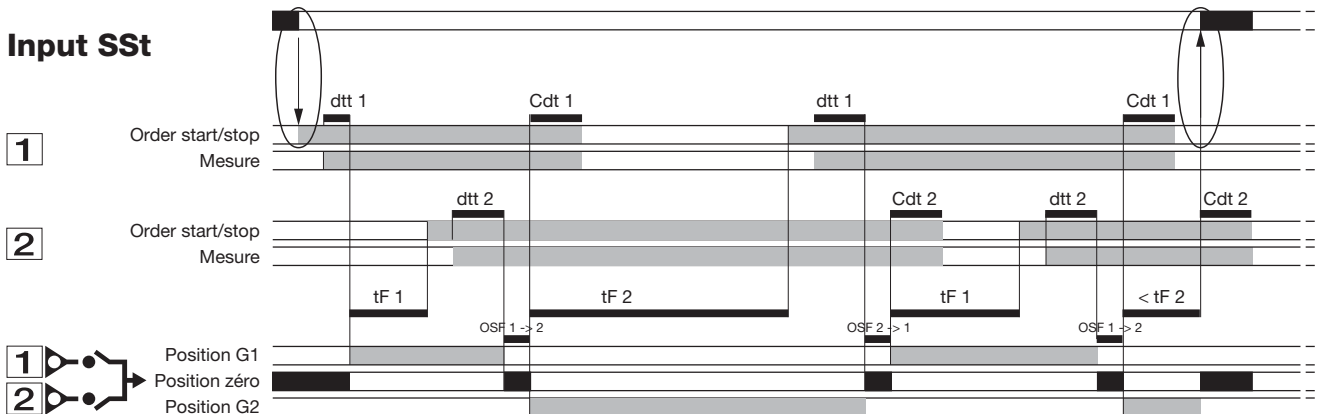 Input SSt
dtt 1 Cdt 1 dtt 1 Cdt 1
1 Order start/stop
Mesure
dtt 2 Cdt 2 dtt 2 Cdt 2
2 Order start/stop
Mesure
tF 1 tF 2 tF 1 < tF 2
OSF 1 -> 2 OSF 2 -> 1 OSF 1 -> 2
1 Position G1
Position zéro
2 Position G2